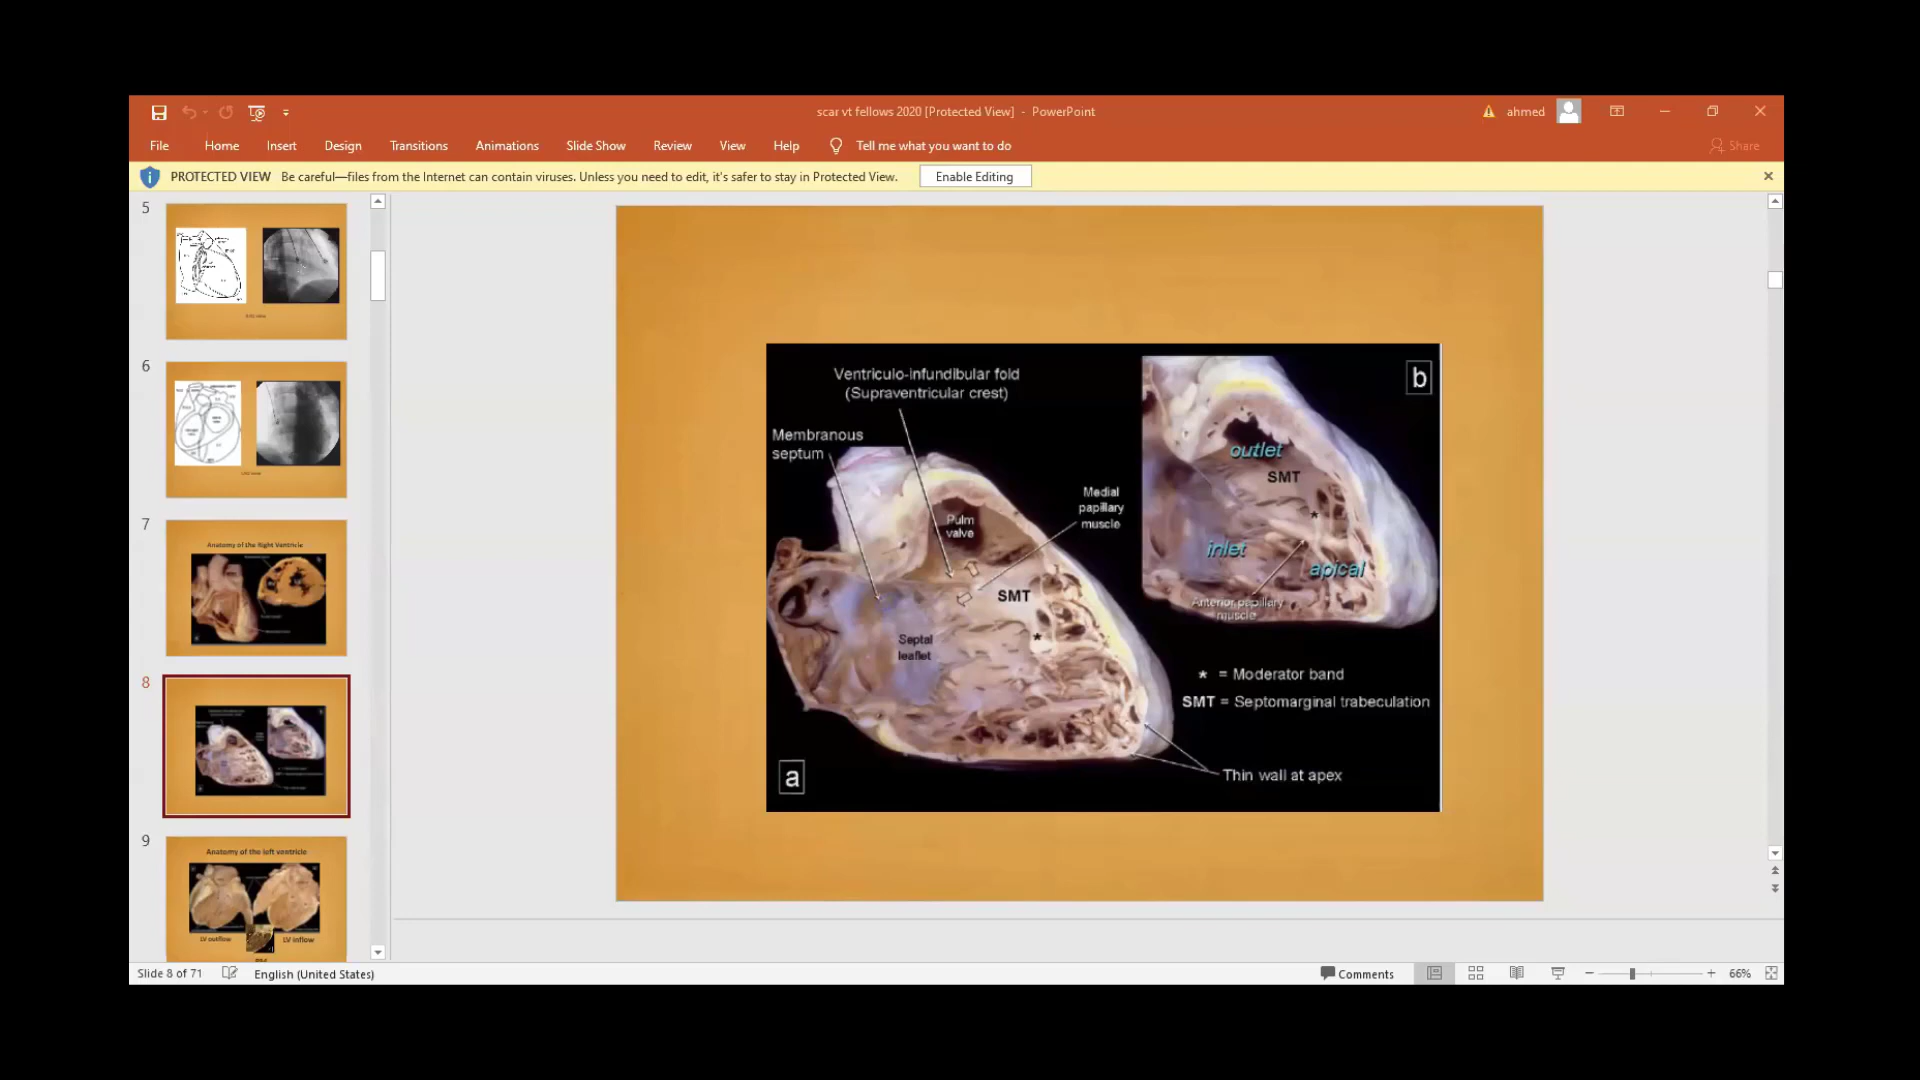 scar vt fellows 2020 [Protected View] - PowerPoint
ahmed
File Home Insert Design Transitions Animations Slide Show Review View Help Tell me what you want to do Share
PROTECTED VIEW Be careful—files from the Internet can contain viruses. Unless you need to edit, it's safer to stay in Protected View. Enable Editing
5
6
7
Anatomy of the Right Ventricle
8
9
Anatomy of the left ventricle
LV outflow
LV inflow
Ventriculo-infundibular fold
(Supraventricular crest)
Membranous
septum
Pulm
valve
Medial
papillary
muscle
SMT
*
Septal
leaflet
a
b
outlet
SMT
*
inlet
apical
Anterior papillary
muscle
* = Moderator band
SMT = Septomarginal trabeculation
Thin wall at apex
Slide 8 of 71 English (United States) Comments 66%